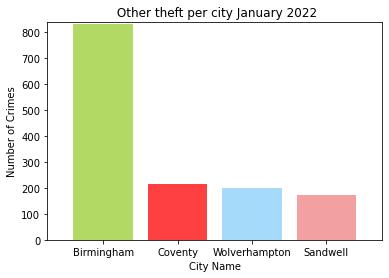 Other theft per city January 2022
800
700
600
500
400
300
200
100
0
Number of Crimes
Birmingham Coventy Wolverhampton Sandwell
City Name